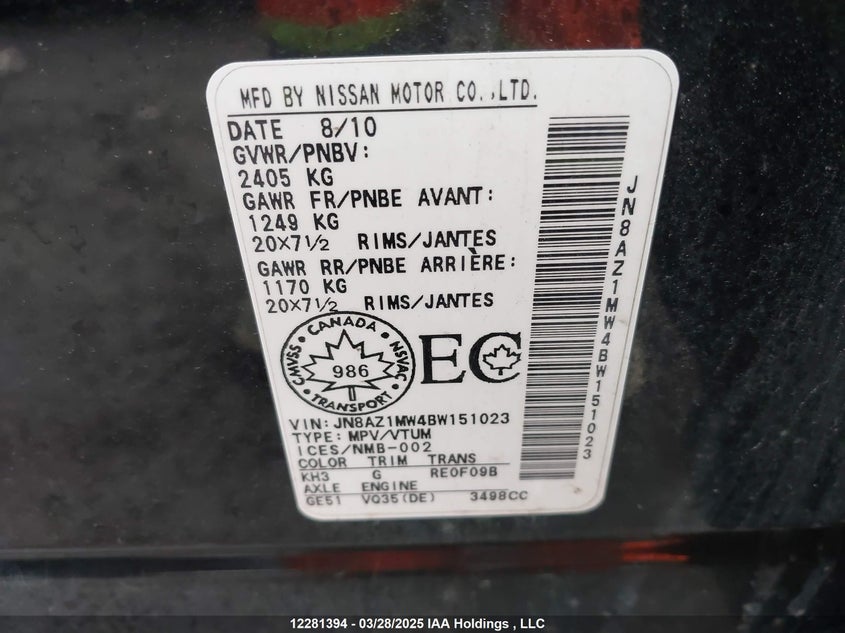 MFD BY NISSAN MOTOR CO.,LTD.
DATE 8/10
GVWR/PNBV:
2405 KG
GAWR FR/PNBE AVANT:
1249 KG
20X7½ RIMS/JANTES
GAWR RR/PNBE ARRIÈRE:
1170 KG
20X7½ RIMS/JANTES
CANADA
CMVSS
NSVAC
986
TRANSPORT
EC
VIN: JN8AZ1MW4BW151023
TYPE: MPV/VTUM
ICES/NMB-002
COLOR TRIM TRANS
KH3 G RE0F09B
AXLE ENGINE
GE51 VQ35(DE) 3498CC
JN8AZ1MW4BW151023
12281394 - 03/28/2025 IAA Holdings , LLC